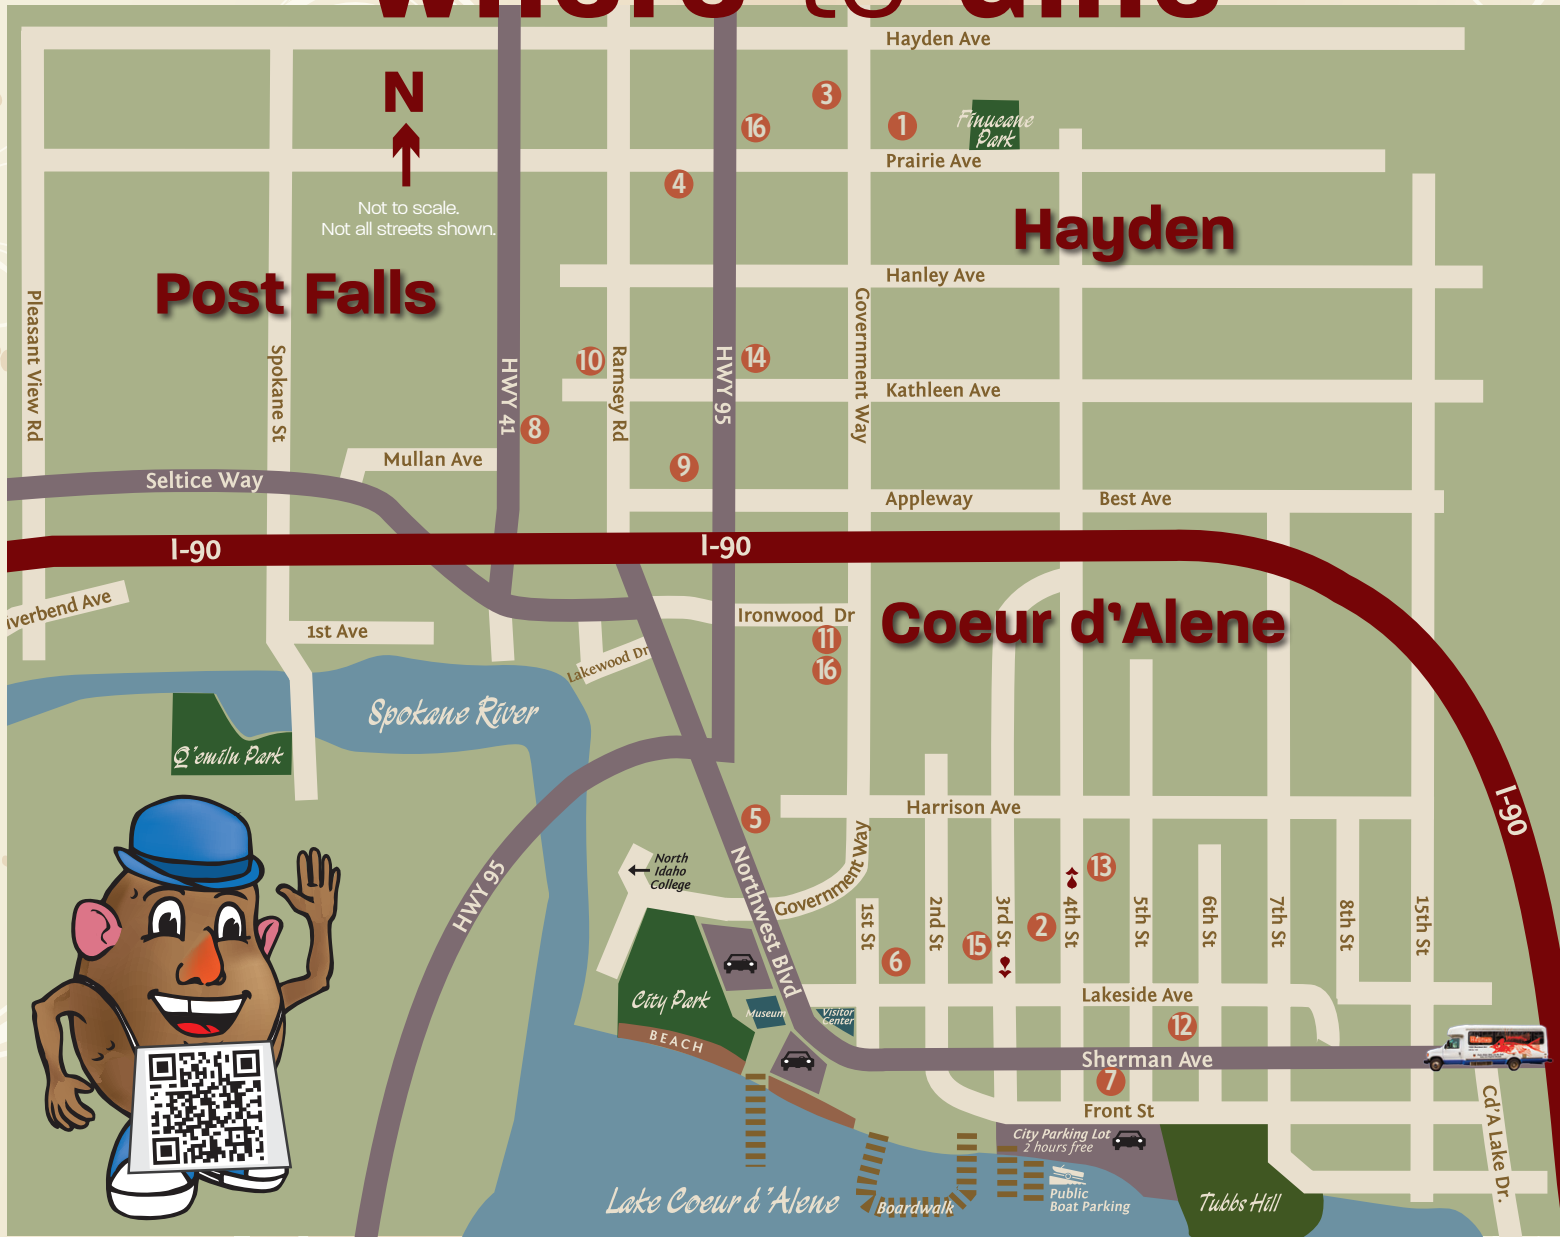 where to dine
Hayden Ave
N
3
16
1
Finucane
Park
Prairie Ave
4
Not to scale.
Not all streets shown.
Hayden
Post Falls
Hanley Ave
Pleasant View Rd
Spokane St
HWY 41
10
Ramsey Rd
HWY 95
14
Government Way
Kathleen Ave
8
Mullan Ave
9
Seltice Way
Appleway
Best Ave
I-90
I-90
verbend Ave
1st Ave
Ironwood Dr
Coeur d'Alene
11
Lakewood Dr
16
Spokane River
Q'emiln Park
I-90
5
Harrison Ave
Government Way
North
Idaho
College
HWY 95
Northwest Blvd
13
1st St
2nd St
3rd St
4th St
5th St
6th St
7th St
8th St
15th St
2
15
6
City Park
Lakeside Ave
Museum
Visitor
Center
BEACH
12
Sherman Ave
7
Front St
Cd'A Lake Dr.
City Parking Lot
2 hours free
Public
Boat Parking
Lake Coeur d'Alene
Boardwalk
Tubbs Hill